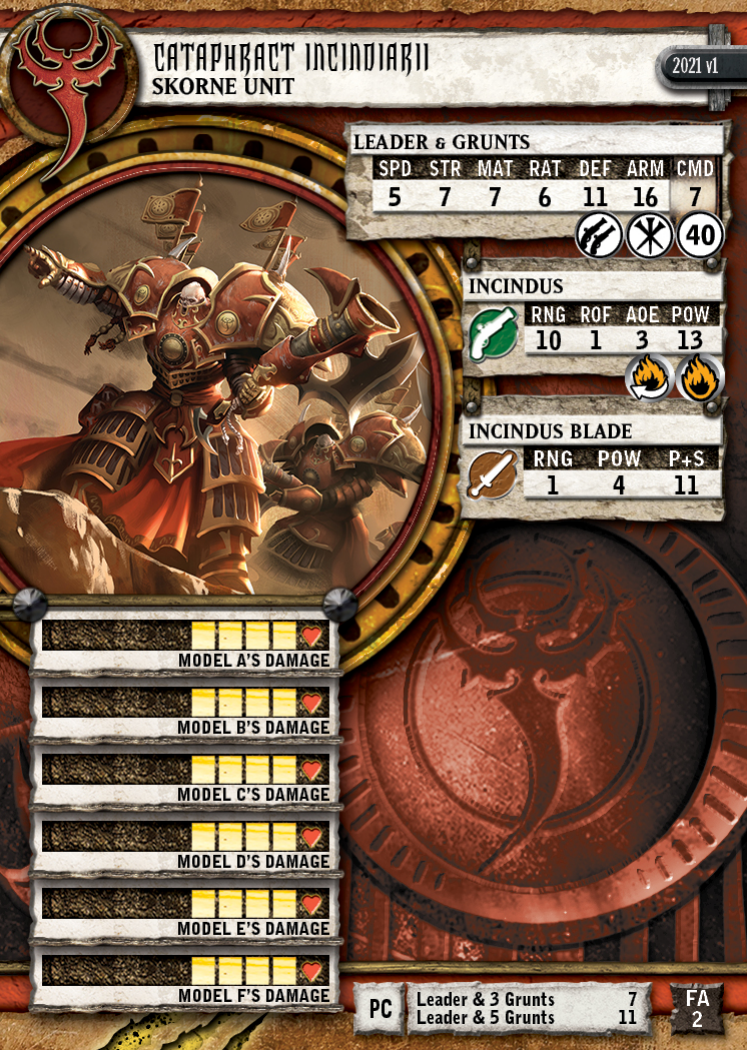 CATAPHRACT INCINDIARII
SKORNE UNIT
2021 v1
LEADER & GRUNTS
SPD STR MAT RAT DEF ARM CMD
5 7 7 6 11 16 7
40
INCINDUS
RNG ROF AOE POW
10 1 3 13
INCINDUS BLADE
RNG POW P+S
1 4 11
MODEL A'S DAMAGE
MODEL B'S DAMAGE
MODEL C'S DAMAGE
MODEL D'S DAMAGE
MODEL E'S DAMAGE
MODEL F'S DAMAGE
PC
Leader & 3 Grunts 7
Leader & 5 Grunts 11
FA
2